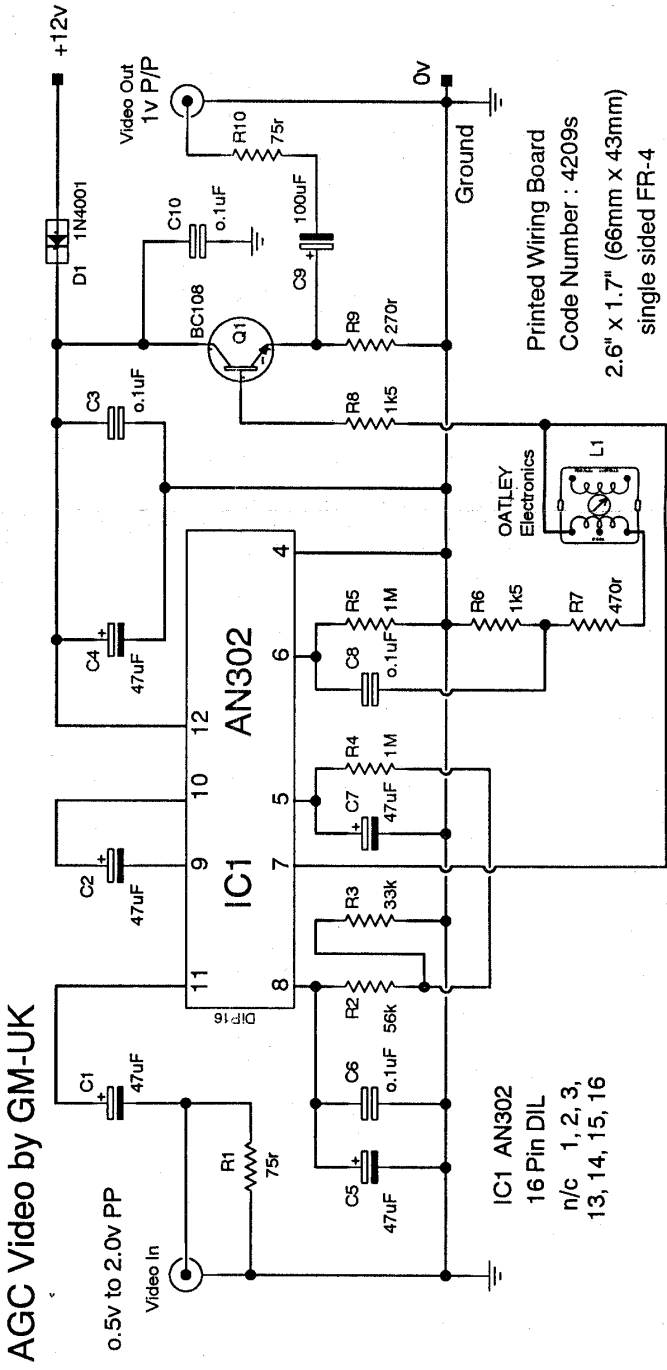 AGC Video by GM-UK
o.5v to 2.0v PP
Video In
R1
75r
C1
+
47uF
C2
+
47uF
C4
+
47uF
C3
o.1uF
D1
1N4001
+12v
11
9
10
12
IC1
AN302
DIP16
8
7
5
6
4
C5
+
47uF
C6
o.1uF
R2
56k
R3
33k
C7
+
47uF
R4
1M
C8
o.1uF
R5
1M
R6
1k5
R7
470r
BC108
Q1
C10
o.1uF
C9
+
100uF
R10
75r
Video Out
1v P/P
R9
270r
R8
1k5
0v
Ground
OATLEY
Electronics
L1
IC1 AN302
16 Pin DIL
n/c 1, 2, 3,
13, 14, 15, 16
Printed Wiring Board
Code Number : 4209s
2.6" x 1.7" (66mm x 43mm)
single sided FR-4